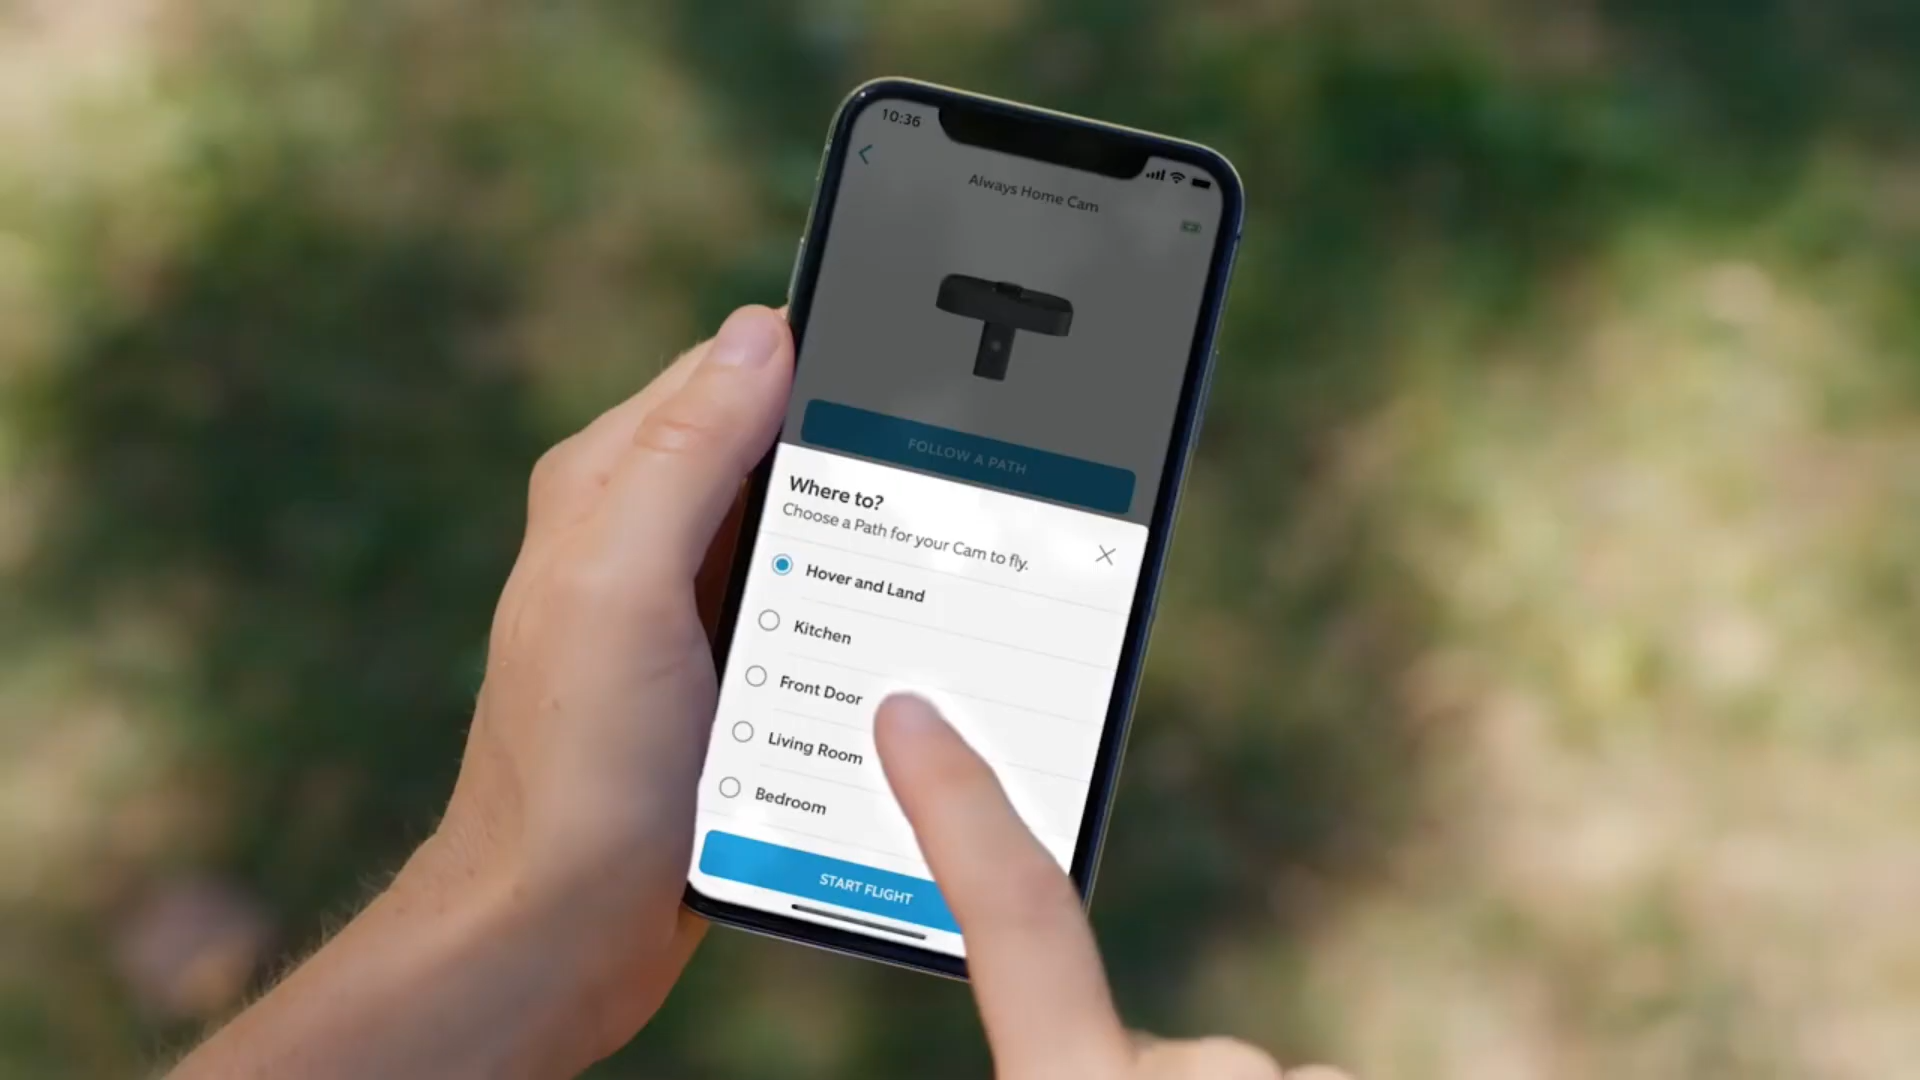 10:36
Always Home Cam
FOLLOW A PATH
Where to?
Choose a Path for your Cam to fly.
Hover and Land
Kitchen
Front Door
Living Room
Bedroom
START FLIGHT